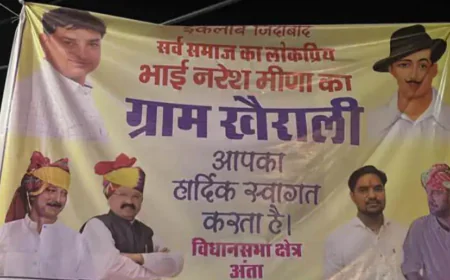 इंकलाब जिंदाबाद
सर्व समाज का लोकप्रिय
भाई नरेश मीणा का
ग्राम खैराली
आपका
हार्दिक स्वागत
करता है।
विधानसभा क्षेत्र
अंता